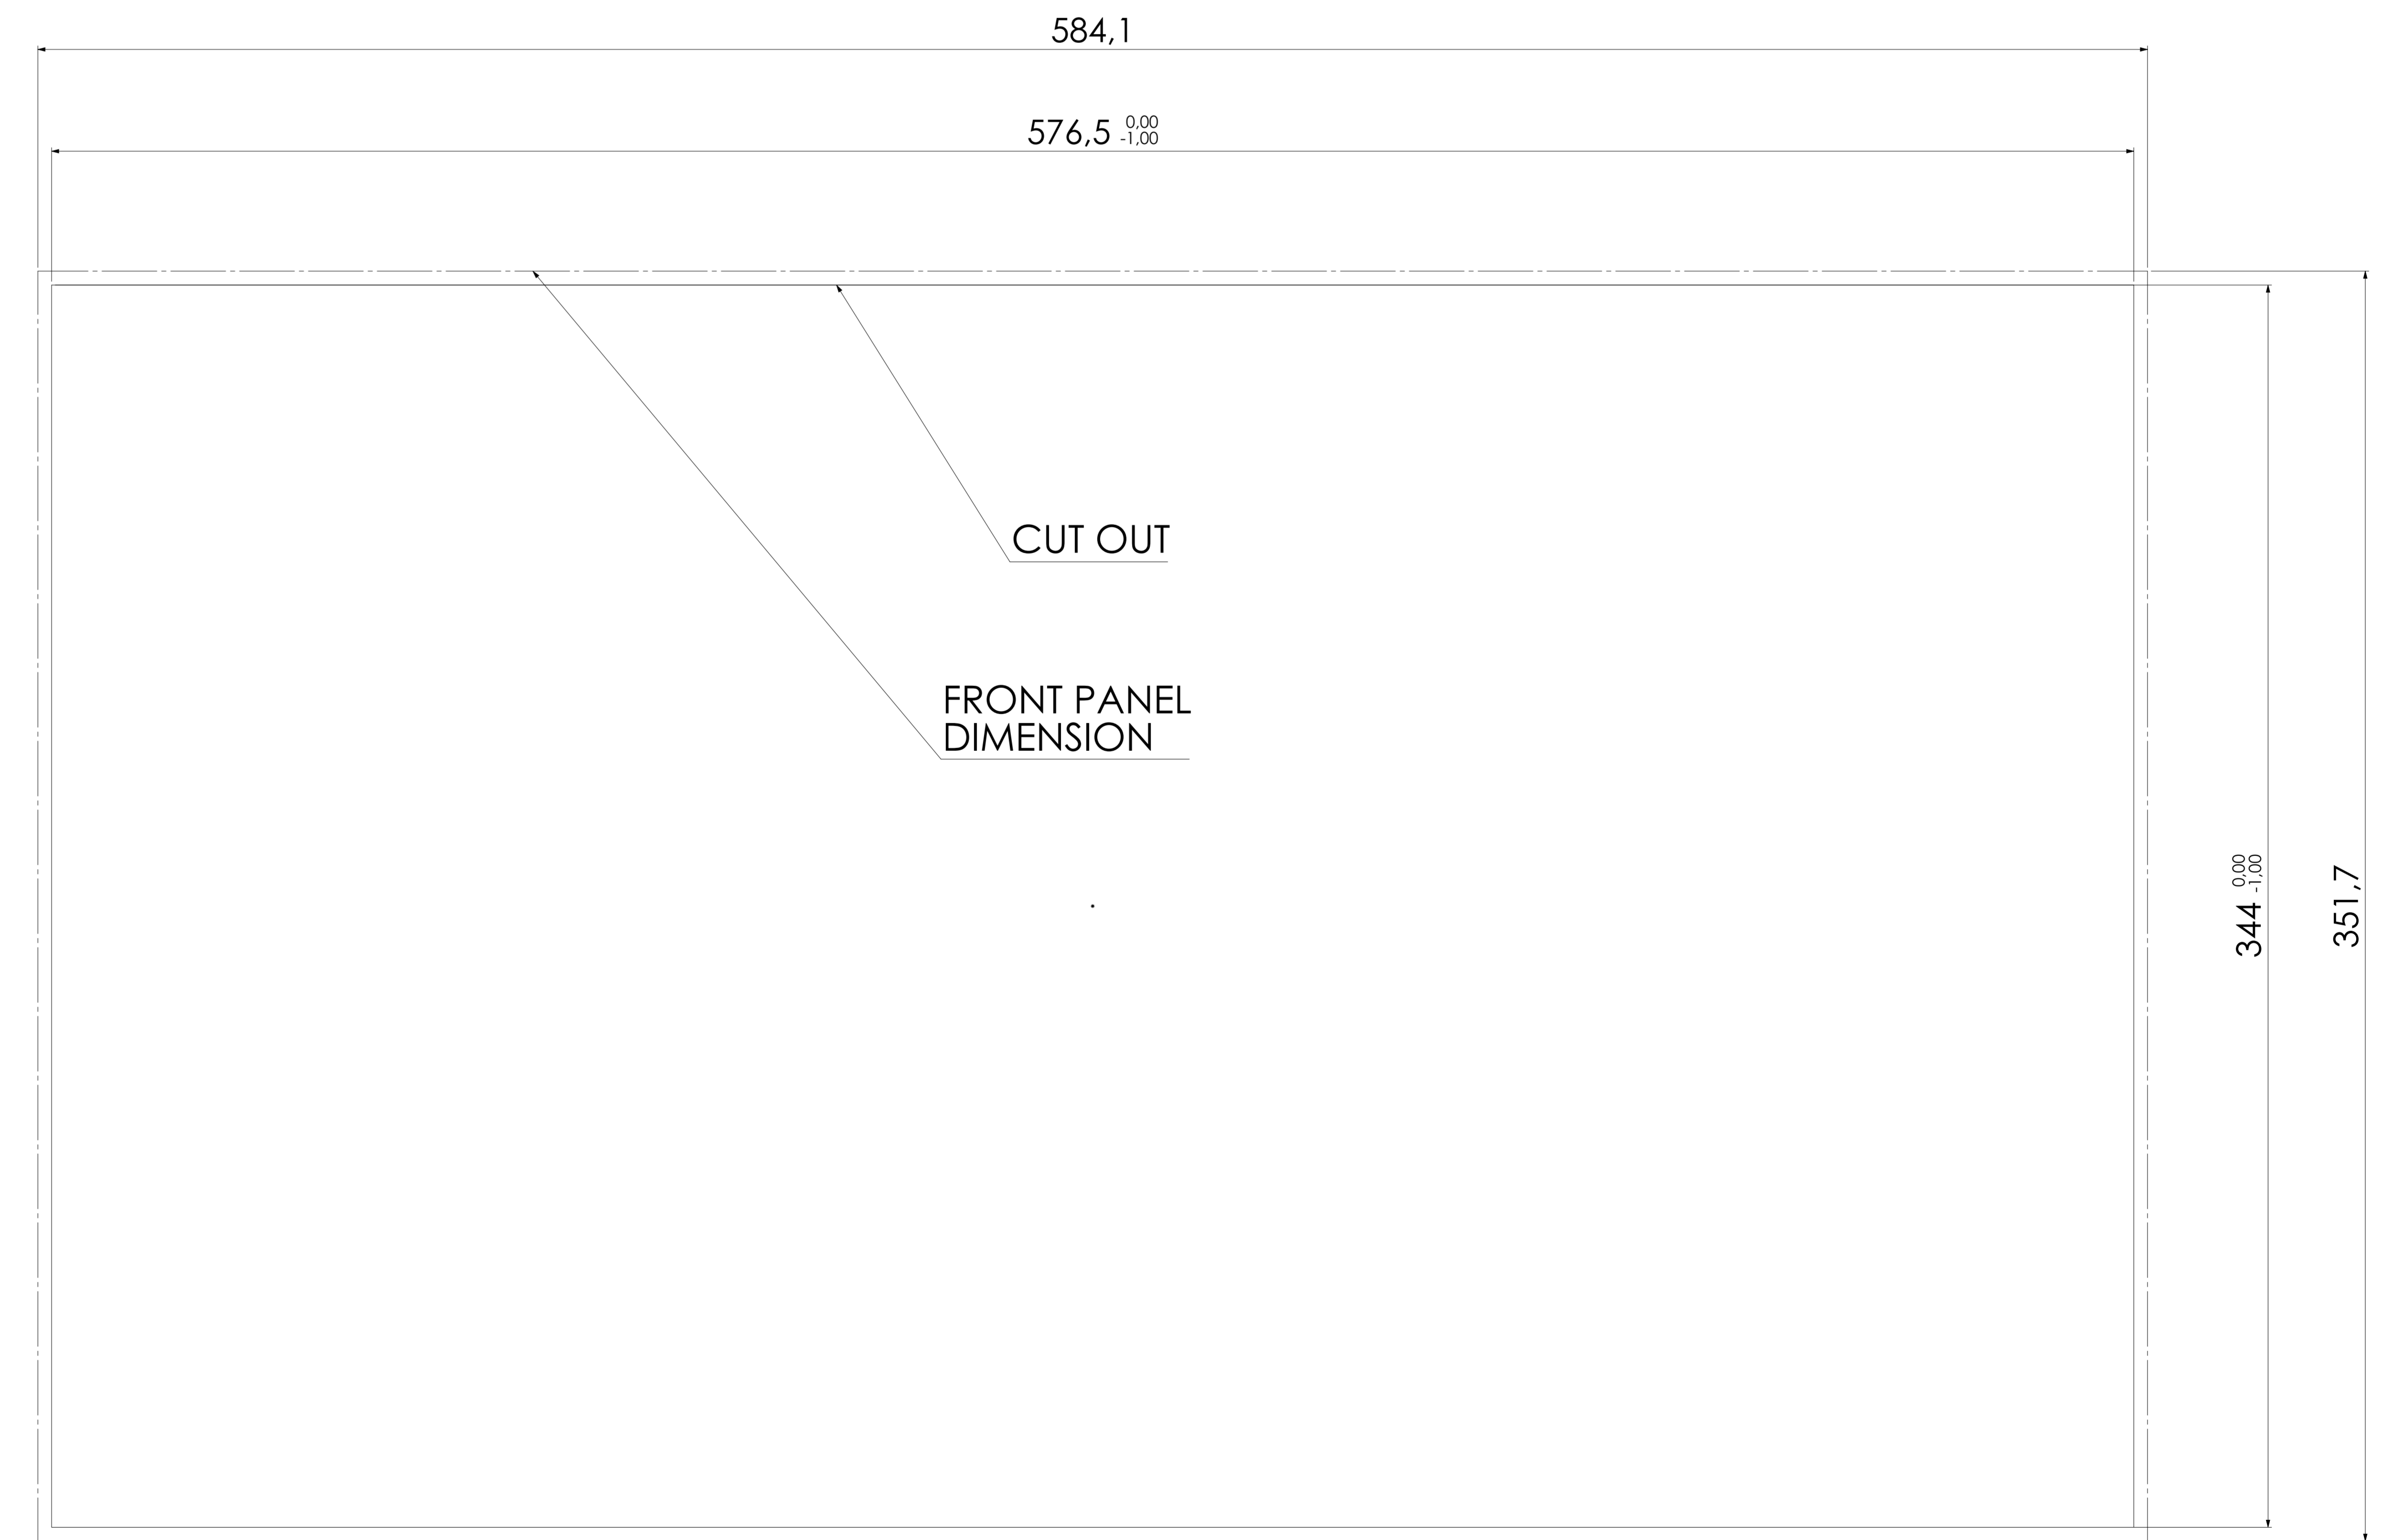 584,1
576,5 0,00
-1,00
CUT OUT
FRONT PANEL
DIMENSION
344 0,00
-1,00
351,7